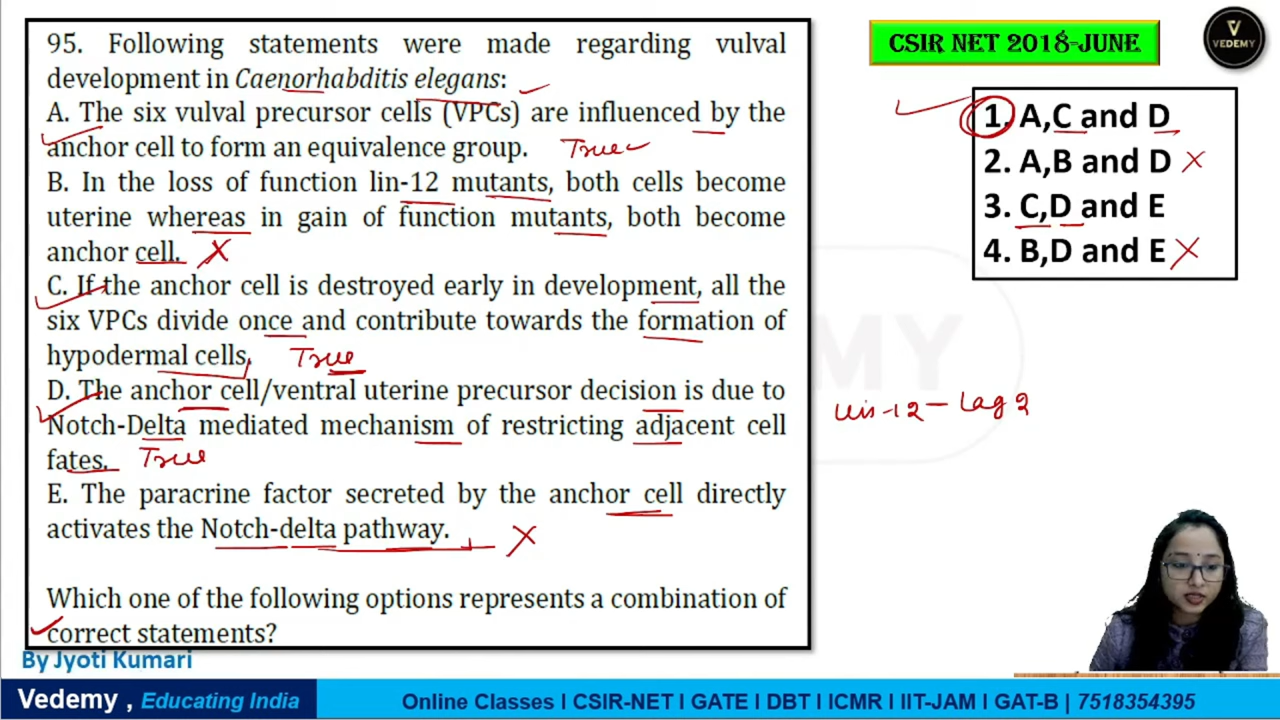 95. Following statements were made regarding vulval
development in Caenorhabditis elegans:
A. The six vulval precursor cells (VPCs) are influenced by the
anchor cell to form an equivalence group. True
B. In the loss of function lin-12 mutants, both cells become
uterine whereas in gain of function mutants, both become
anchor cell. X
C. If the anchor cell is destroyed early in development, all the
six VPCs divide once and contribute towards the formation of
hypodermal cells. True
D. The anchor cell/ventral uterine precursor decision is due to
Notch-Delta mediated mechanism of restricting adjacent cell
fates. True
E. The paracrine factor secreted by the anchor cell directly
activates the Notch-delta pathway. X
Which one of the following options represents a combination of
correct statements?
By Jyoti Kumari
CSIR NET 2018-JUNE
V
VEDEMY
1. A,C and D
2. A,B and D X
3. C,D and E
4. B,D and E X
MY
Lin-12 - Lag 2
Vedemy , Educating India
Online Classes I CSIR-NET I GATE I DBT I ICMR I IIT-JAM I GAT-B | 7518354395